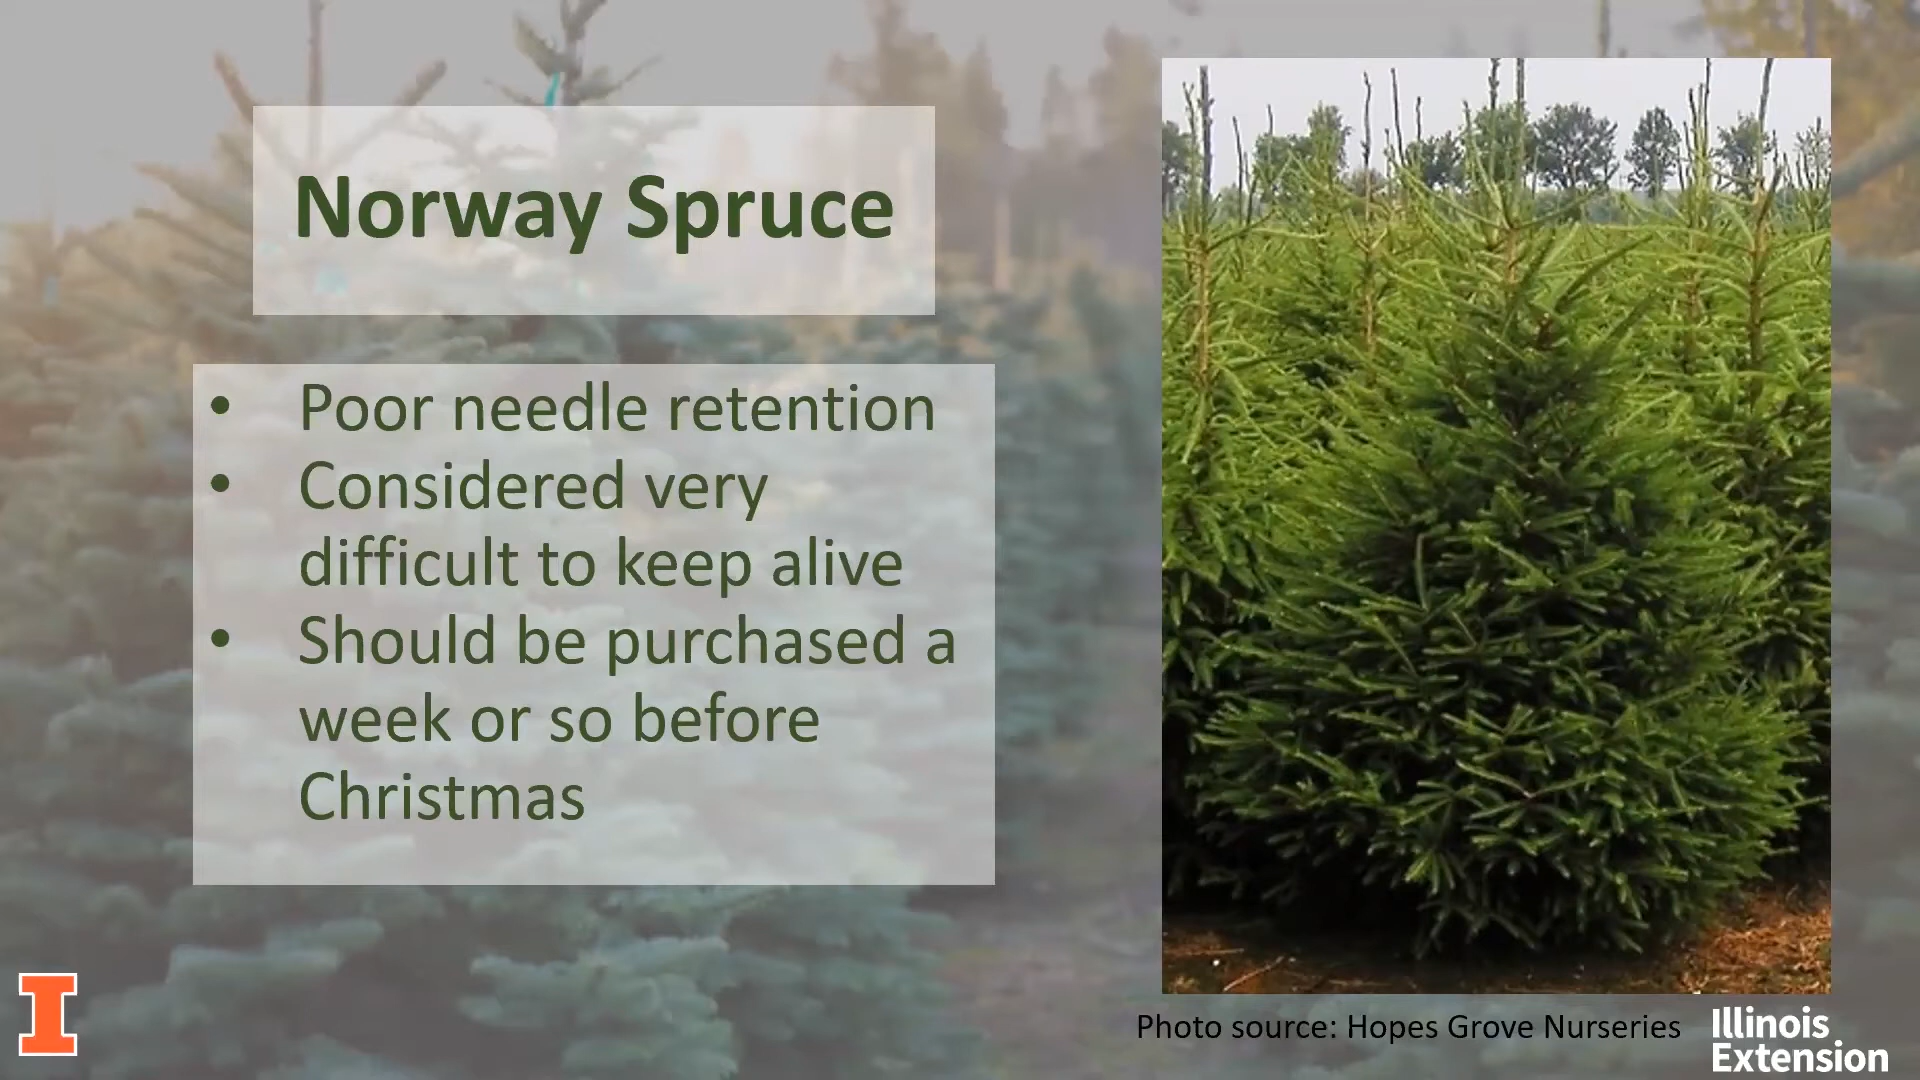 Norway Spruce
• Poor needle retention
• Considered very
difficult to keep alive
• Should be purchased a
week or so before
Christmas
Photo source: Hopes Grove Nurseries
I
Illinois
Extension